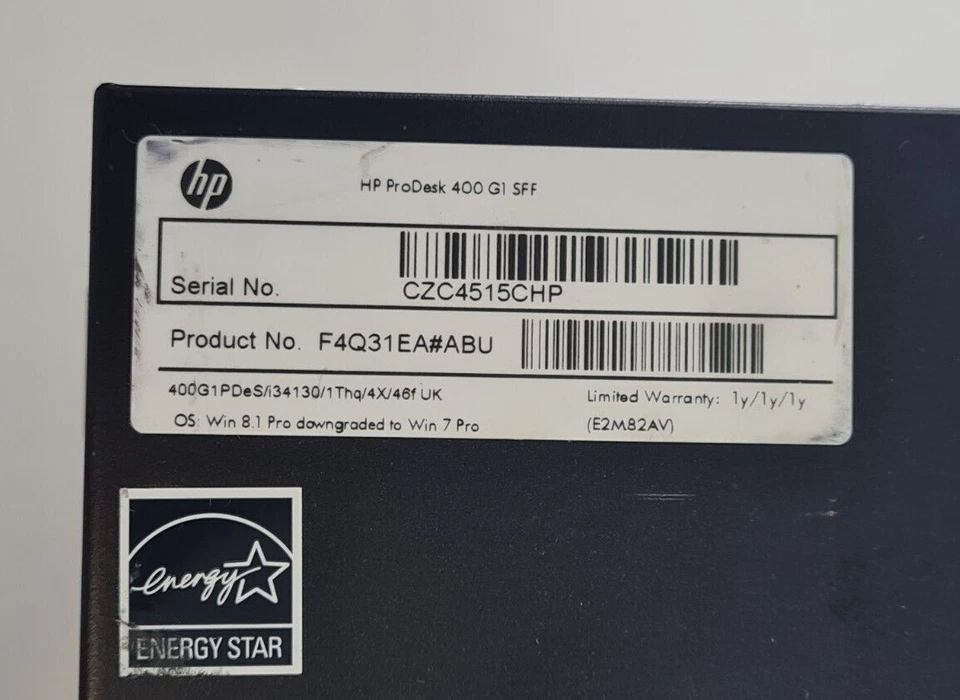 hp
HP ProDesk 400 G1 SFF
Serial No.
CZC4515CHP
Product No. F4Q31EA#ABU
400G1PDeS/i34130/1Thq/4X/46f UK
Limited Warranty: 1y/1y/1y
OS: Win 8.1 Pro downgraded to Win 7 Pro
(E2M82AV)
energy
ENERGY STAR